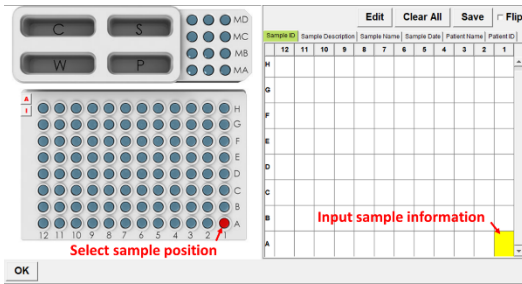 C S
W P
MD
MC
MB
MA
A
I
H
G
F
E
D
C
B
A
12 11 10 9 8 7 6 5 4 3 2 1
Select sample position
OK
Edit Clear All Save Flip
Sample ID Sample Description Sample Name Sample Date Patient Name Patient ID
12 11 10 9 8 7 6 5 4 3 2 1
H
G
F
E
D
C
B
A
Input sample information